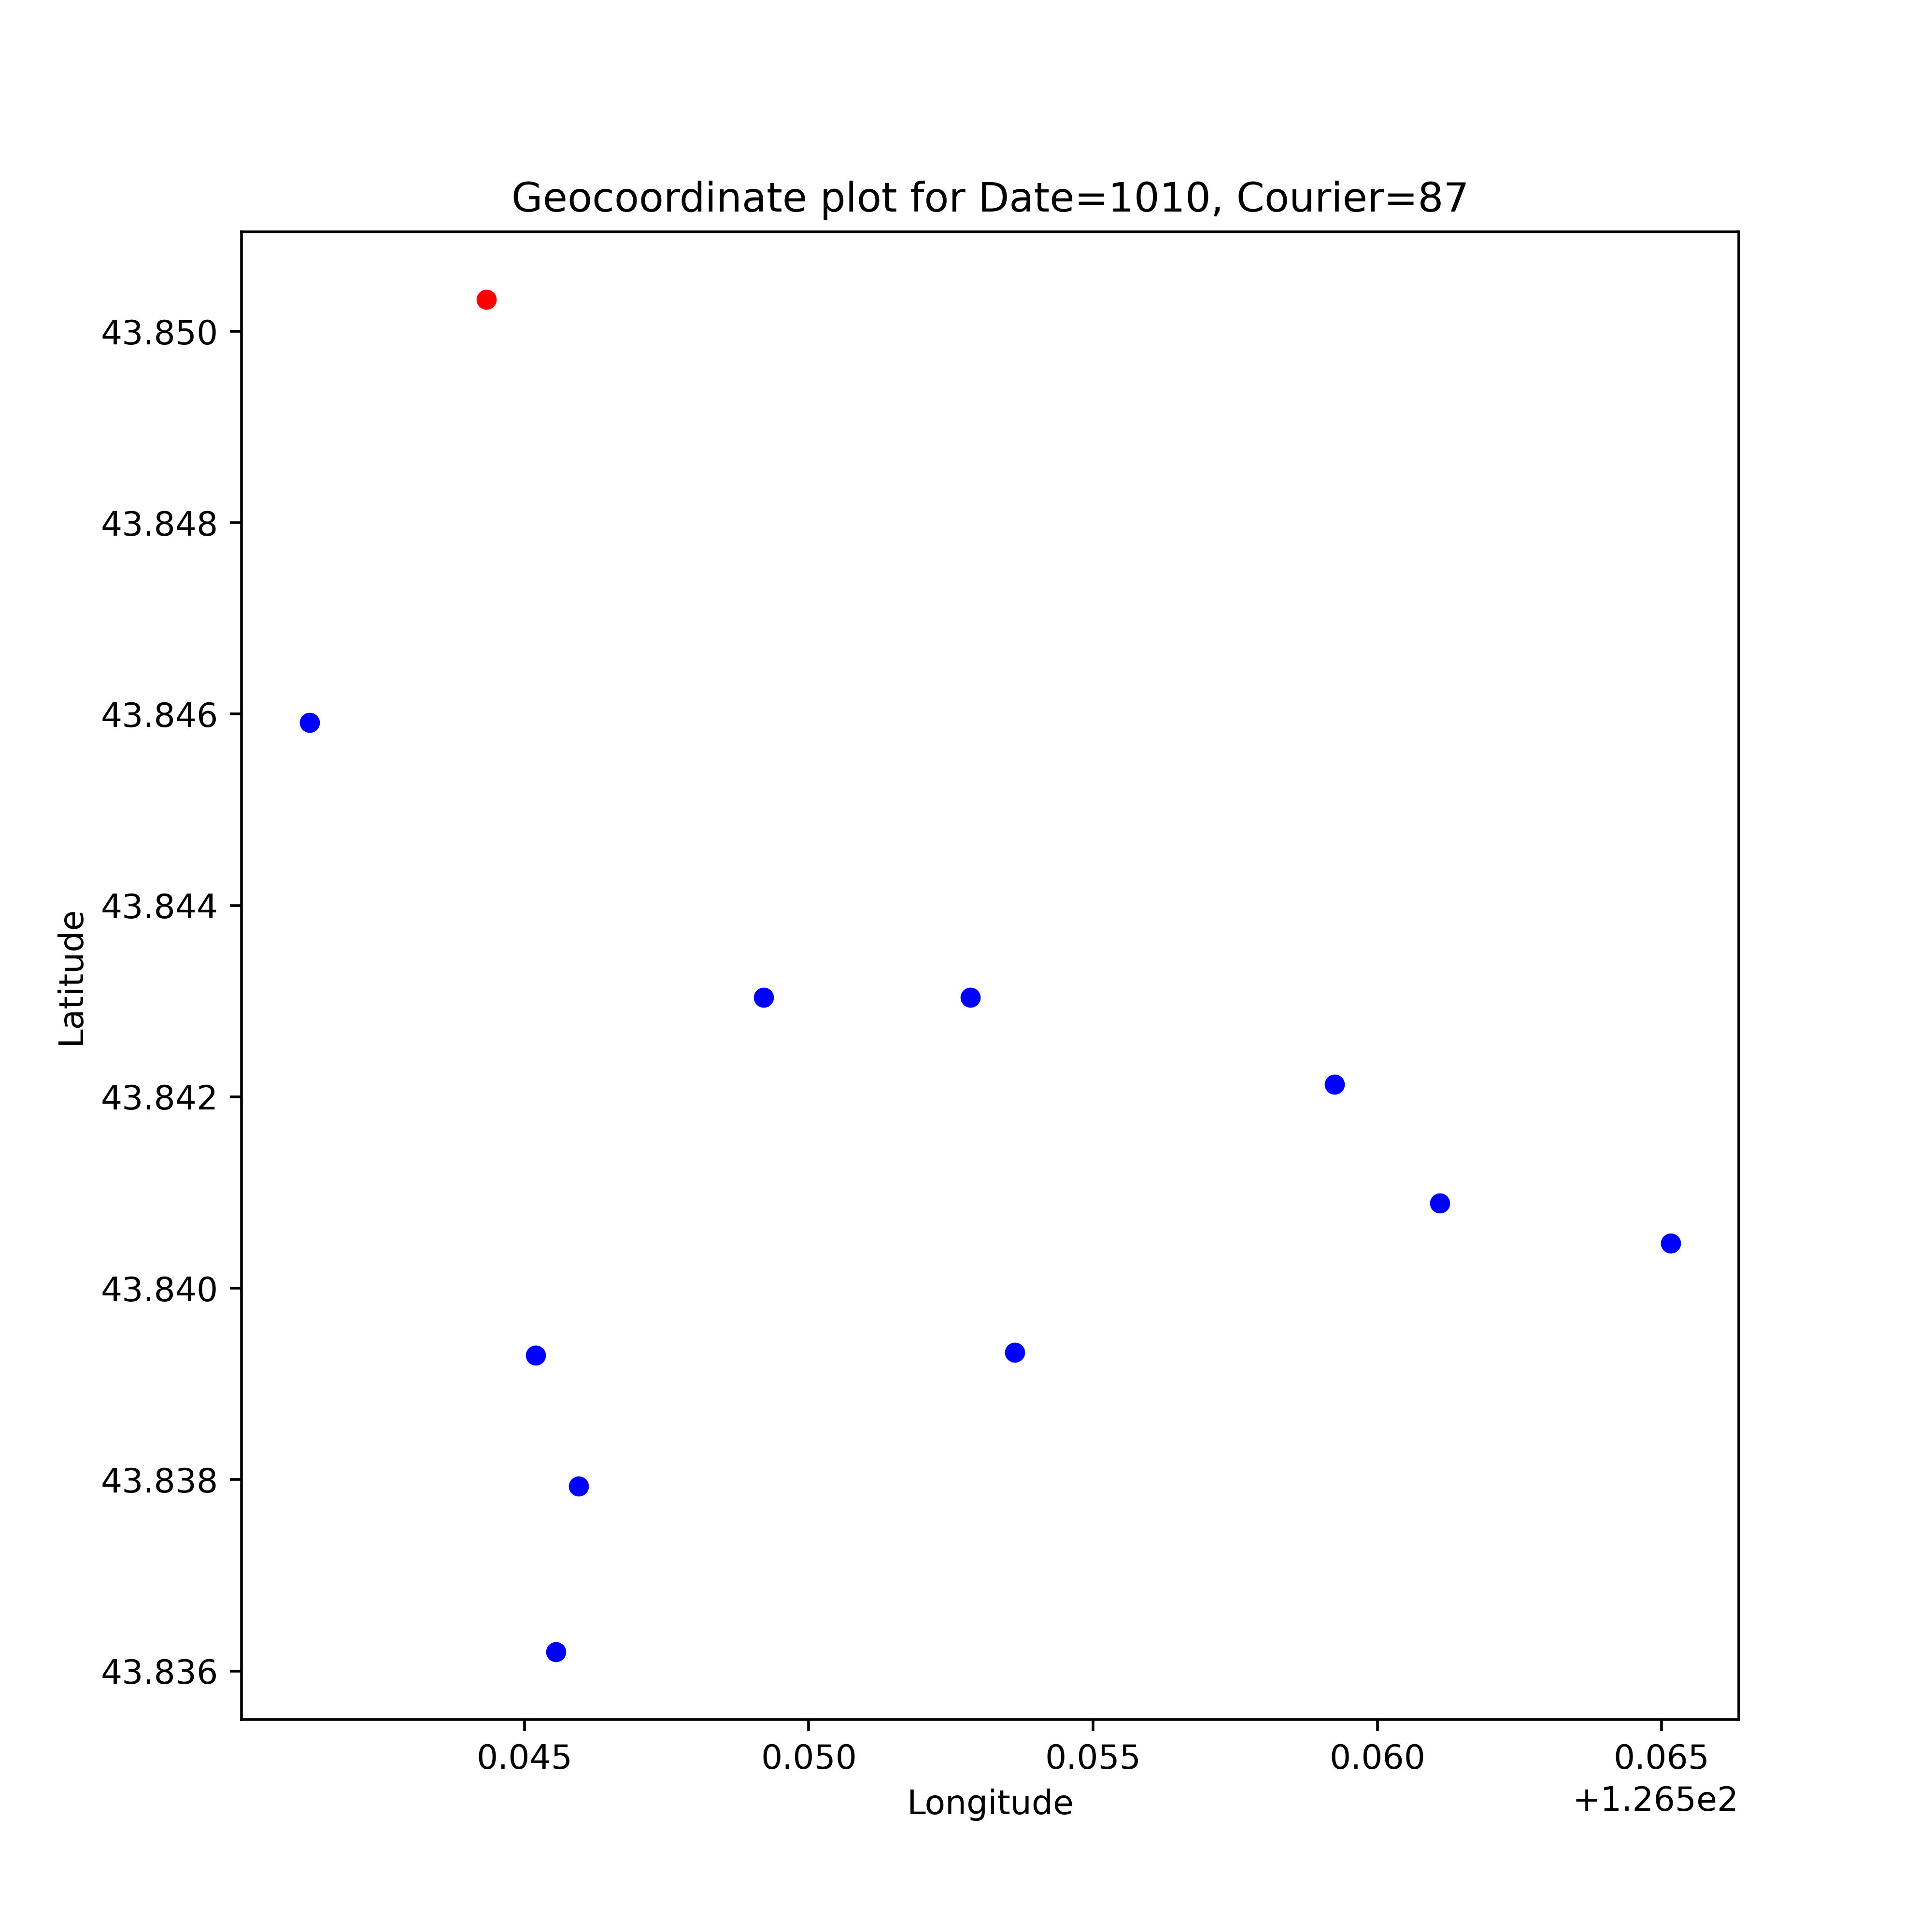 Geocoordinate plot for Date=1010, Courier=87
43.850
43.848
43.846
43.844
43.842
43.840
43.838
43.836
Latitude
0.045 0.050 0.055 0.060 0.065
+1.265e2
Longitude